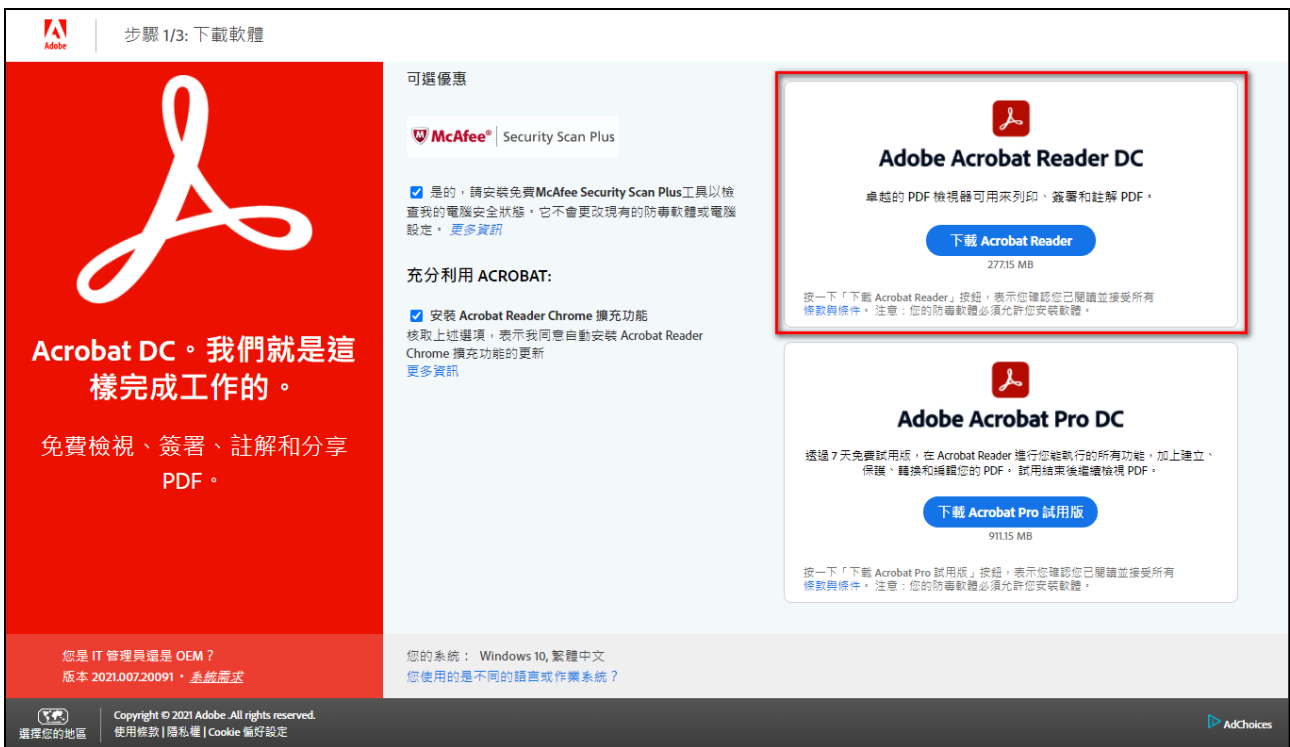 Adobe
步驟 1/3: 下載軟體
Acrobat DC。我們就是這
樣完成工作的。
免費檢視、簽署、註解和分享
PDF。
您是 IT 管理員還是 OEM？
版本 2021.007.20091・系統需求
可選優惠
McAfee® | Security Scan Plus
是的，請安裝免費McAfee Security Scan Plus工具以檢
查我的電腦安全狀態。它不會更改現有的防毒軟體或電腦
設定。 更多資訊
充分利用 ACROBAT:
安裝 Acrobat Reader Chrome 擴充功能
核取上述選項，表示我同意自動安裝 Acrobat Reader
Chrome 擴充功能的更新
更多資訊
Adobe Acrobat Reader DC
卓越的 PDF 檢視器可用來列印、簽署和註解 PDF。
下載 Acrobat Reader
277.15 MB
按一下「下載 Acrobat Reader」按鈕，表示您確認您已閱讀並接受所有
條款與條件。注意：您的防毒軟體必須允許您安裝軟體。
Adobe Acrobat Pro DC
透過 7 天免費試用版，在 Acrobat Reader 進行您能執行的所有功能，加上建立、
保護、轉換和編輯您的 PDF。 試用結束後繼續檢視 PDF。
下載 Acrobat Pro 試用版
911.15 MB
按一下「下載 Acrobat Pro 試用版」按鈕，表示您確認您已閱讀並接受所有
條款與條件。注意：您的防毒軟體必須允許您安裝軟體。
您的系統： Windows 10, 繁體中文
您使用的是不同的語言或作業系統？
選擇您的地區
Copyright © 2021 Adobe .All rights reserved.
使用條款 | 隱私權 | Cookie 偏好設定
AdChoices